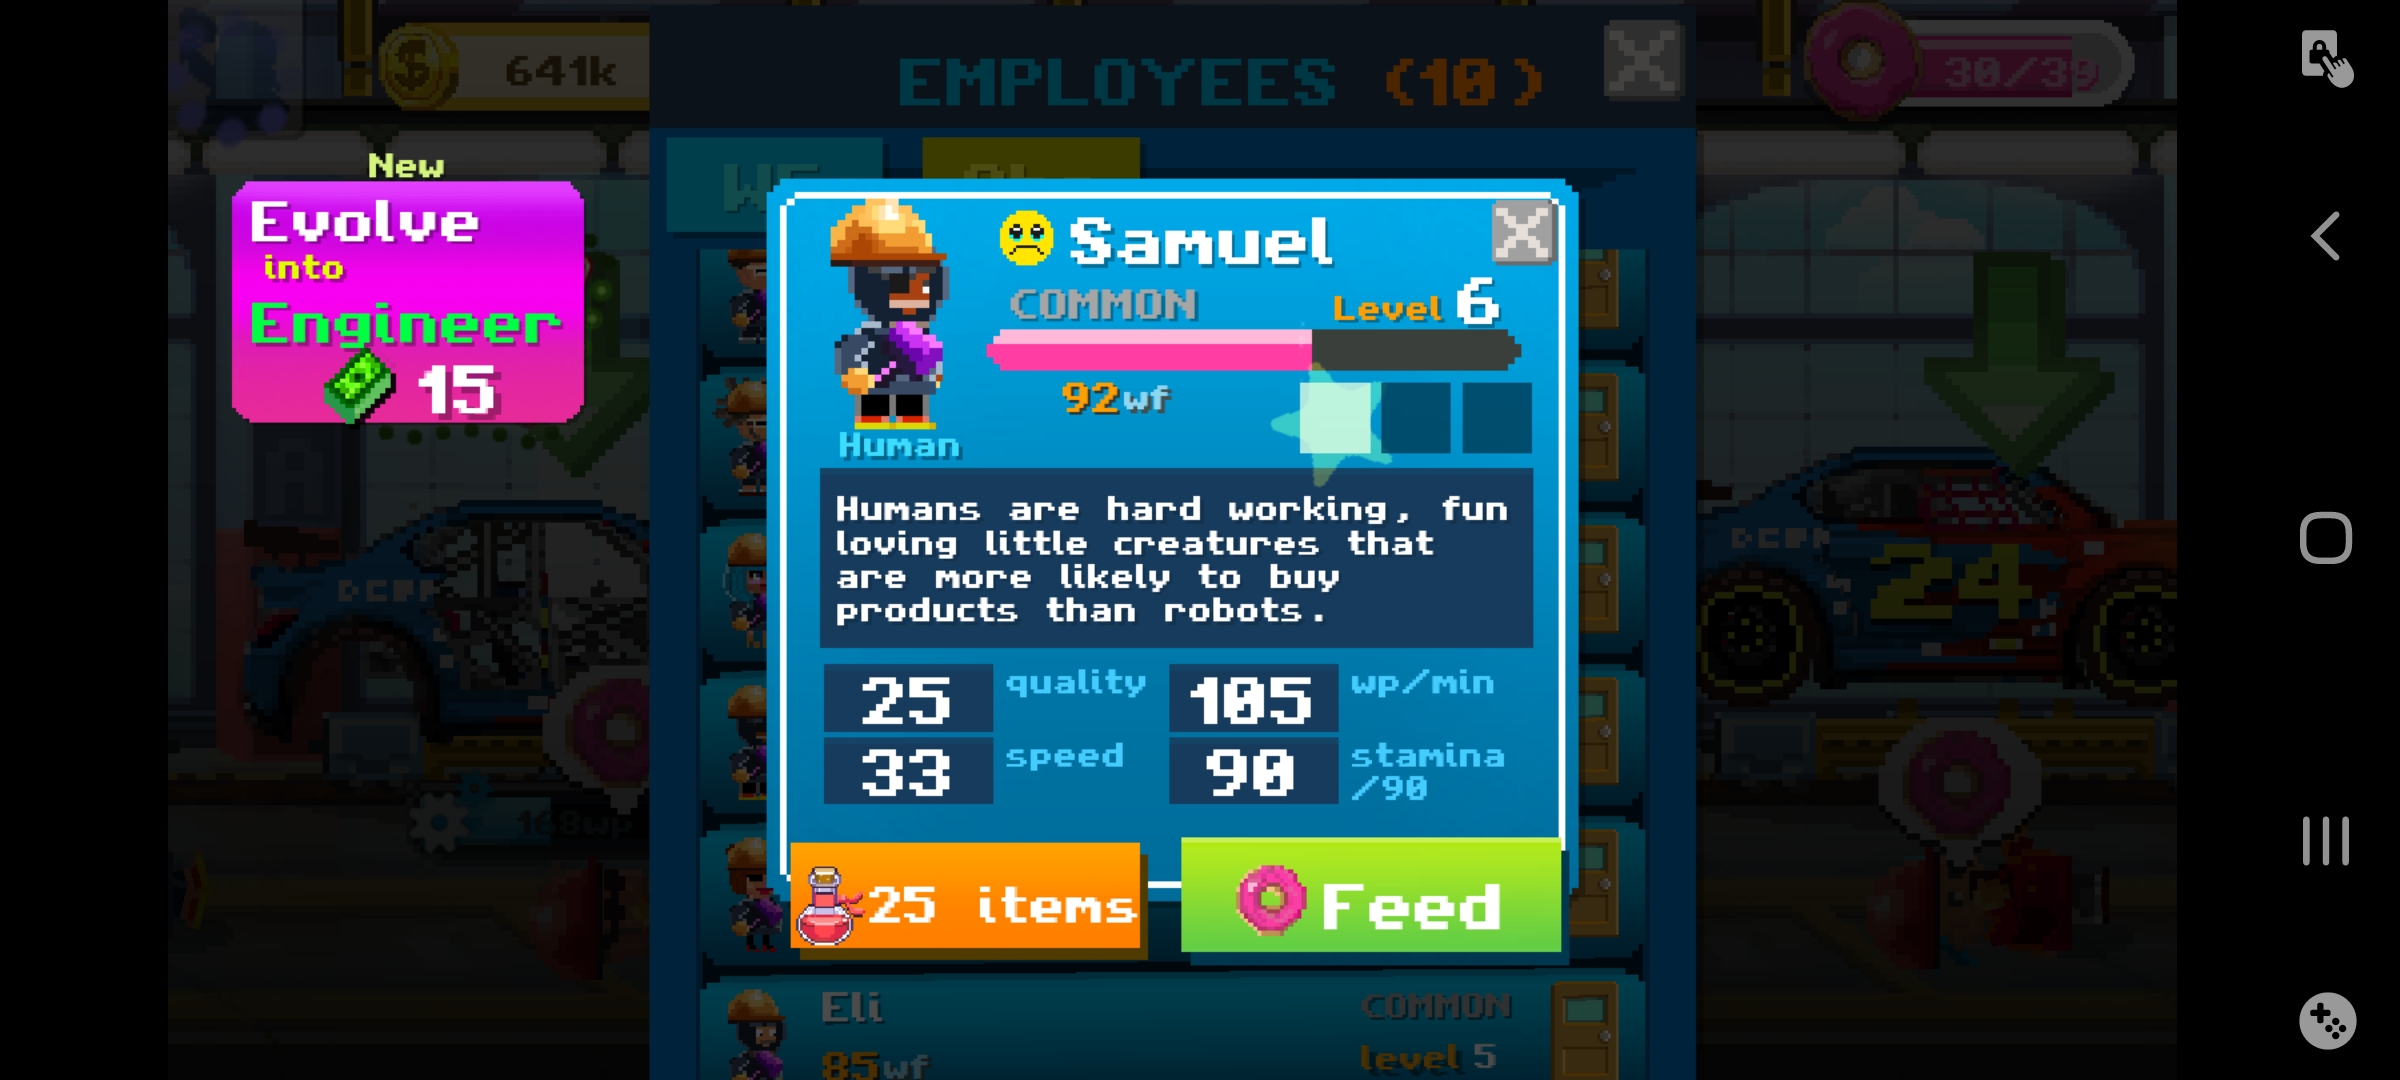 641k
EMPLOYEES (10)
30/39
New
Evolve
into
Engineer
15
Samuel
COMMON
Level 6
92wf
Human
Humans are hard working, fun
loving little creatures that
are more likely to buy
products than robots.
25 quality
105 wp/min
33 speed
90 stamina
/90
25 items
Feed
168wp
24
Eli
COMMON
85wf
level 5